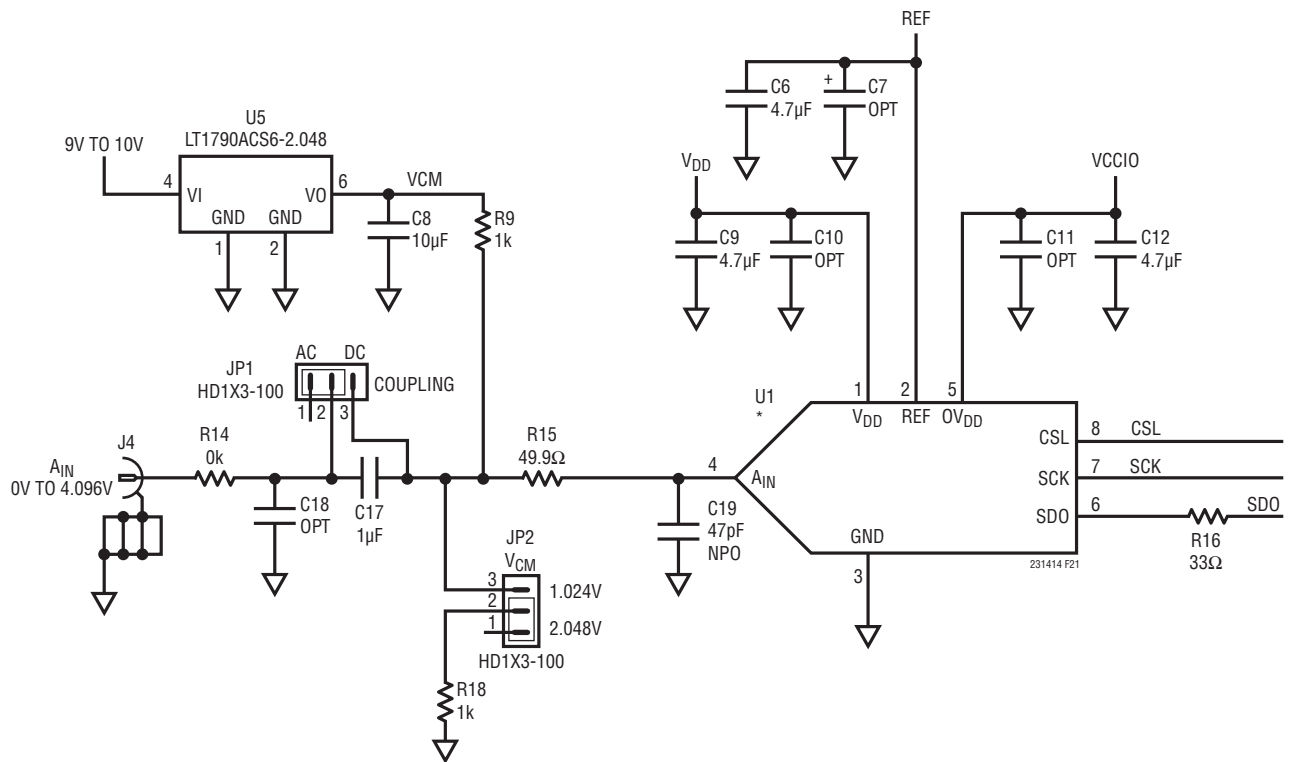 REF
C6
4.7µF
+
C7
OPT
U5
LT1790ACS6-2.048
9V TO 10V
4
VI
VO
6
VCM
GND
GND
1
2
C8
10µF
R9
1k
VDD
C9
4.7µF
C10
OPT
VCCIO
C11
OPT
C12
4.7µF
AC
DC
JP1
HD1X3-100
COUPLING
1
2
3
J4
AIN
0V TO 4.096V
R14
0k
C18
OPT
C17
1µF
R15
49.9Ω
C19
47pF
NPO
JP2
VCM
3
2
1
1.024V
2.048V
HD1X3-100
R18
1k
U1
*
1
2
5
VDD
REF
OVDD
4
AIN
GND
3
CSL
8
CSL
SCK
7
SCK
SDO
6
SDO
R16
33Ω
231414 F21